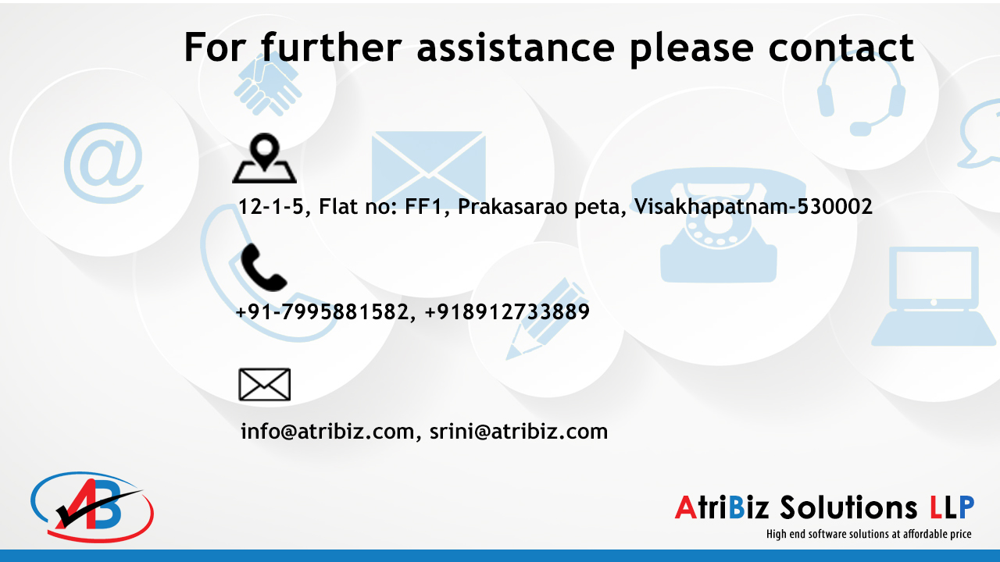 For further assistance please contact
12-1-5, Flat no: FF1, Prakasarao peta, Visakhapatnam-530002
+91-7995881582, +918912733889
info@atribiz.com, srini@atribiz.com
AB
AtriBiz Solutions LLP
High end software solutions at affordable price